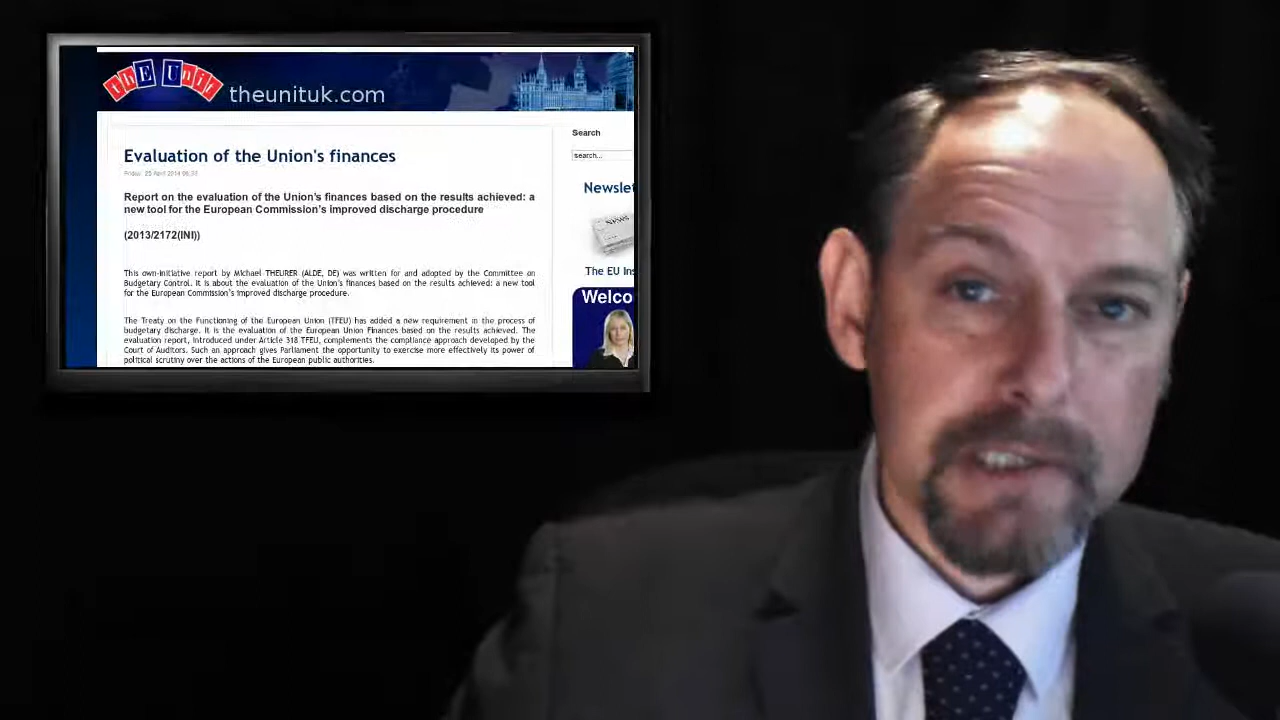 thE Unit
theunituk.com
Search
search...
Evaluation of the Union's finances
Friday, 25 April 2014
Newslet
Report on the evaluation of the Union's finances based on the results achieved: a
new tool for the European Commission's improved discharge procedure
NEWS
(2013/2172(INI))
The EU Ins
This own-initiative report by Michael THEURER (ALDE, DE) was written for and adopted by the Committee on
Budgetary Control. It is about the evaluation of the Union's finances based on the results achieved: a new tool
for the European Commission's improved discharge procedure.
Welco
The Treaty on the Functioning of the European Union (TFEU) has added a new requirement in the process of
budgetary discharge. It is the evaluation of the European Union Finances based on the results achieved. The
evaluation report, introduced under Article 318 TFEU, complements the compliance approach developed by the
Court of Auditors. Such an approach gives Parliament the opportunity to exercise more effectively its power of
political scrutiny over the actions of the European public authorities.